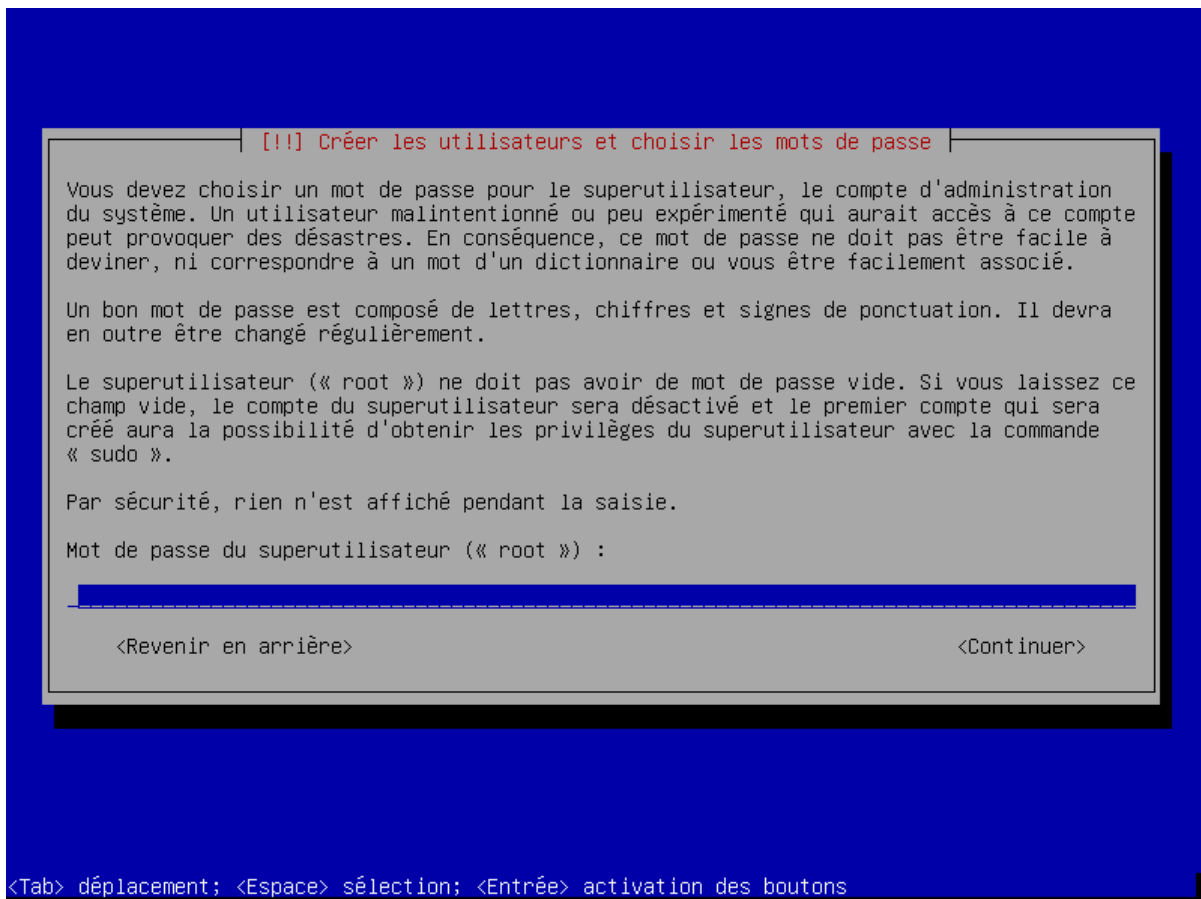 [!!] Créer les utilisateurs et choisir les mots de passe
Vous devez choisir un mot de passe pour le superutilisateur, le compte d'administration
du système. Un utilisateur malintentionné ou peu expérimenté qui aurait accès à ce compte
peut provoquer des désastres. En conséquence, ce mot de passe ne doit pas être facile à
deviner, ni correspondre à un mot d'un dictionnaire ou vous être facilement associé.
Un bon mot de passe est composé de lettres, chiffres et signes de ponctuation. Il devra
en outre être changé régulièrement.
Le superutilisateur (« root ») ne doit pas avoir de mot de passe vide. Si vous laissez ce
champ vide, le compte du superutilisateur sera désactivé et le premier compte qui sera
créé aura la possibilité d'obtenir les privilèges du superutilisateur avec la commande
« sudo ».
Par sécurité, rien n'est affiché pendant la saisie.
Mot de passe du superutilisateur (« root ») :
<Revenir en arrière> <Continuer>
<Tab> déplacement; <Espace> sélection; <Entrée> activation des boutons